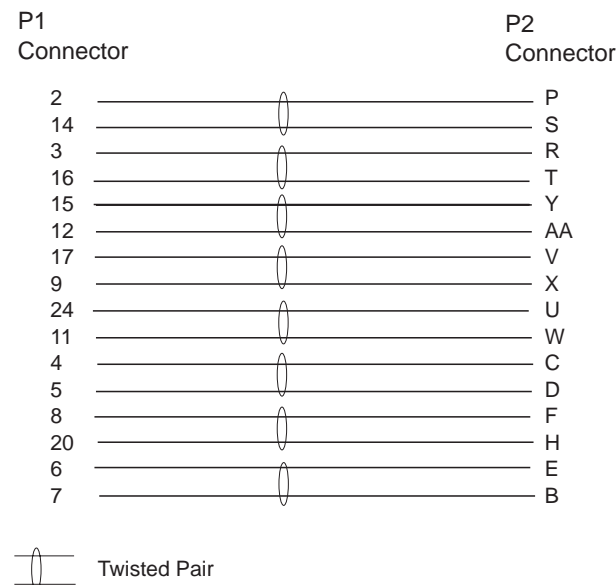 P1 P2
Connector Connector
2 P
14 S
3 R
16 T
15 Y
12 AA
17 V
9 X
24 U
11 W
4 C
5 D
8 F
20 H
6 E
7 B
Twisted Pair